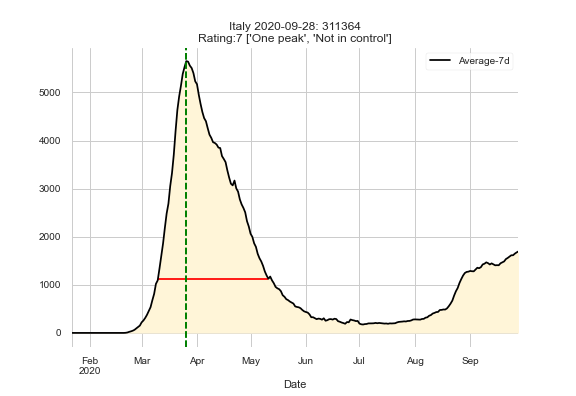 Italy 2020-09-28: 311364
Rating:7 ['One peak', 'Not in control']
Average-7d
5000
4000
3000
2000
1000
0
Feb Mar Apr May Jun Jul Aug Sep
2020
Date